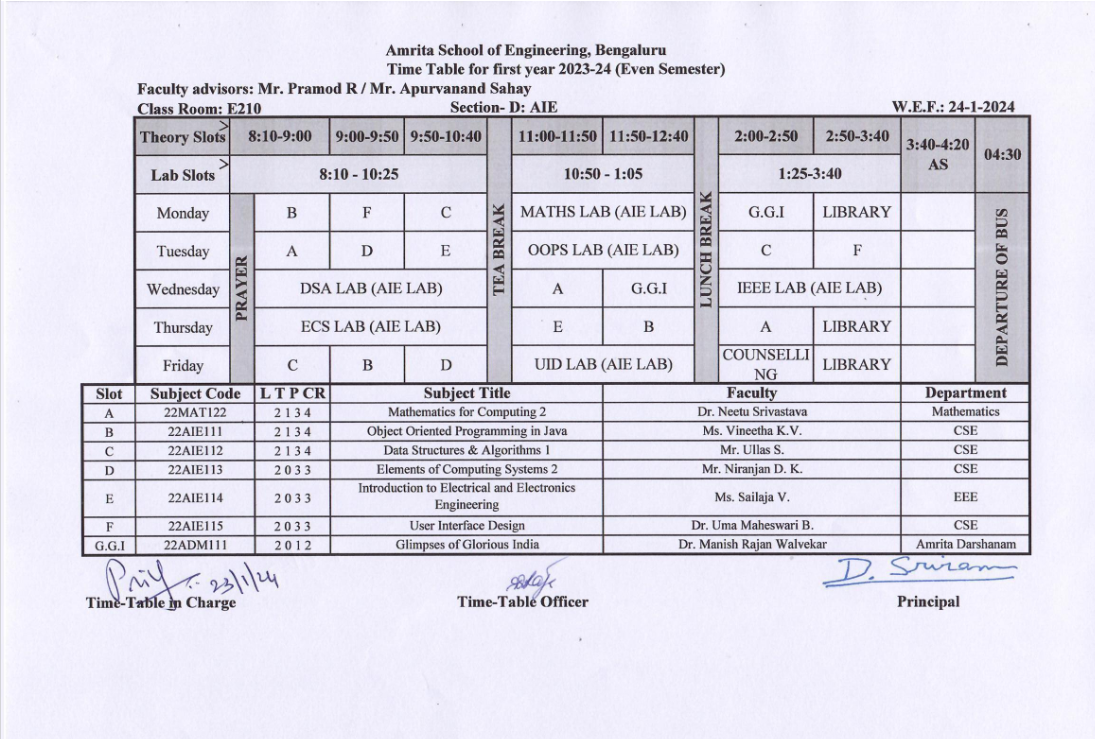 Amrita School of Engineering, Bengaluru
Time Table for first year 2023-24 (Even Semester)
Faculty advisors: Mr. Pramod R / Mr. Apurvanand Sahay
Class Room: E210 Section- D: AIE W.E.F.: 24-1-2024
Theory Slots > 8:10-9:00 9:00-9:50 9:50-10:40 TEA BREAK 11:00-11:50 11:50-12:40 LUNCH BREAK 2:00-2:50 2:50-3:40 3:40-4:20 AS 04:30
Lab Slots > 8:10 - 10:25 10:50 - 1:05 1:25-3:40
PRAYER
DEPARTURE OF BUS
Monday B F C MATHS LAB (AIE LAB) G.G.I LIBRARY
Tuesday A D E OOPS LAB (AIE LAB) C F
Wednesday DSA LAB (AIE LAB) A G.G.I IEEE LAB (AIE LAB)
Thursday ECS LAB (AIE LAB) E B A LIBRARY
Friday C B D UID LAB (AIE LAB) COUNSELLING LIBRARY
Slot Subject Code L T P CR Subject Title Faculty Department
A 22MAT122 2 1 3 4 Mathematics for Computing 2 Dr. Neetu Srivastava Mathematics
B 22AIE111 2 1 3 4 Object Oriented Programming in Java Ms. Vineetha K.V. CSE
C 22AIE112 2 1 3 4 Data Structures & Algorithms 1 Mr. Ullas S. CSE
D 22AIE113 2 0 3 3 Elements of Computing Systems 2 Mr. Niranjan D. K. CSE
E 22AIE114 2 0 3 3 Introduction to Electrical and Electronics Engineering Ms. Sailaja V. EEE
F 22AIE115 2 0 3 3 User Interface Design Dr. Uma Maheswari B. CSE
G.G.I 22ADM111 2 0 1 2 Glimpses of Glorious India Dr. Manish Rajan Walvekar Amrita Darshanam
23/1/24 D. Sriram
Time-Table in Charge Time-Table Officer Principal